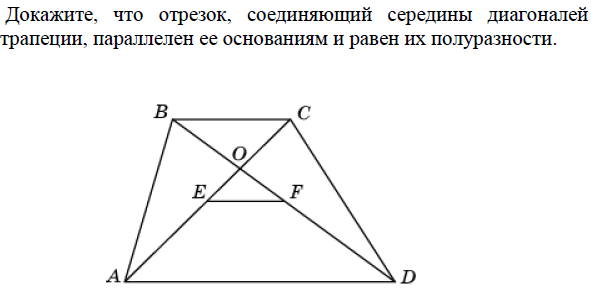 Докажите, что отрезок, соединяющий середины диагоналей
трапеции, параллелен ее основаниям и равен их полуразности.
B C
O
E F
A D